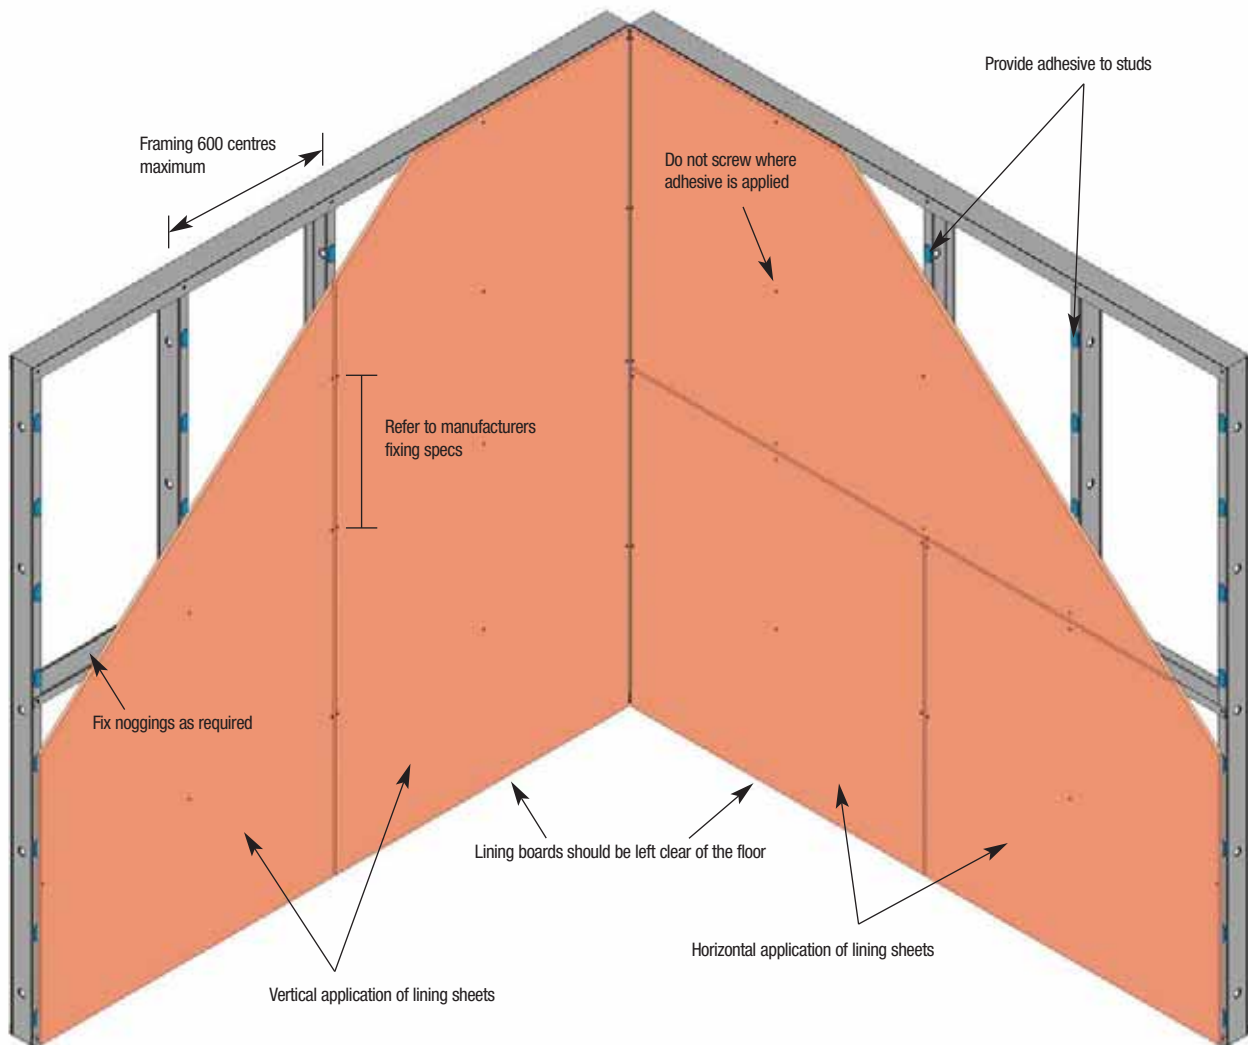 Provide adhesive to studs
Framing 600 centres
maximum
Do not screw where
adhesive is applied
Refer to manufacturers
fixing specs
Fix noggings as required
Lining boards should be left clear of the floor
Horizontal application of lining sheets
Vertical application of lining sheets